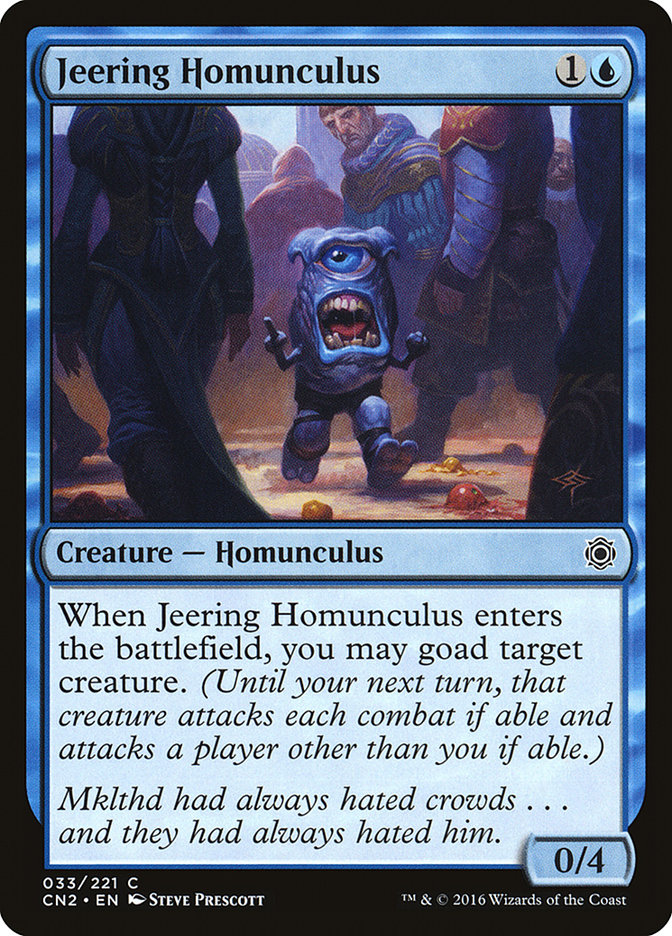 Jeering Homunculus 1
Creature — Homunculus
When Jeering Homunculus enters
the battlefield, you may goad target
creature. (Until your next turn, that
creature attacks each combat if able and
attacks a player other than you if able.)
Mklthd had always hated crowds . . .
and they had always hated him.
0/4
033/221 C
CN2 • EN Steve Prescott
™ & © 2016 Wizards of the Coast